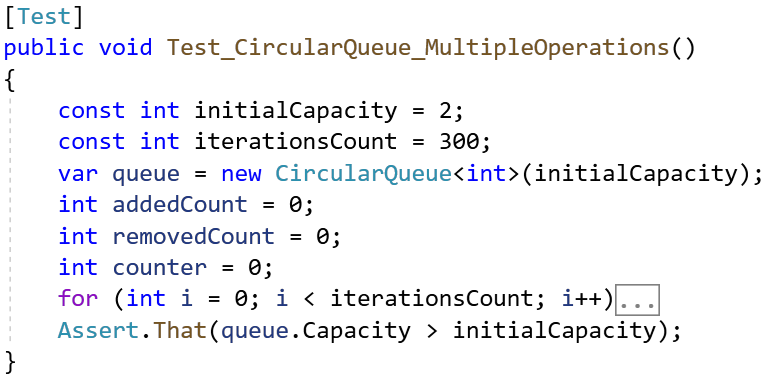 [Test]
public void Test_CircularQueue_MultipleOperations()
{
    const int initialCapacity = 2;
    const int iterationsCount = 300;
    var queue = new CircularQueue<int>(initialCapacity);
    int addedCount = 0;
    int removedCount = 0;
    int counter = 0;
    for (int i = 0; i < iterationsCount; i++)...
    Assert.That(queue.Capacity > initialCapacity);
}